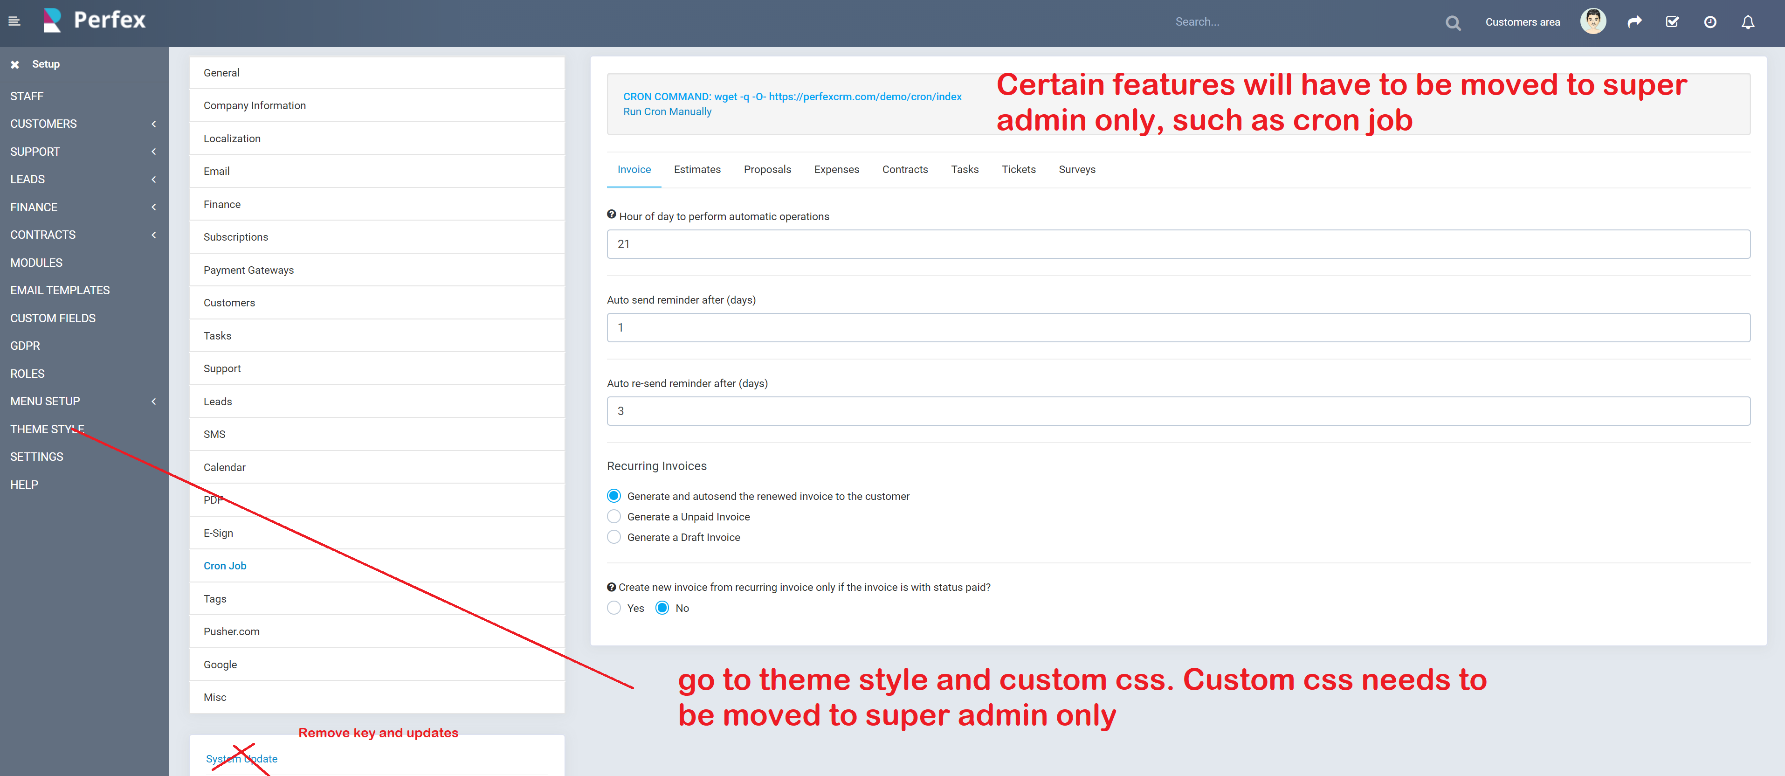 Perfex
Search...
Customers area
Setup
STAFF
CUSTOMERS
SUPPORT
LEADS
FINANCE
CONTRACTS
MODULES
EMAIL TEMPLATES
CUSTOM FIELDS
GDPR
ROLES
MENU SETUP
THEME STYLE
SETTINGS
HELP
General
Company Information
Localization
Email
Finance
Subscriptions
Payment Gateways
Customers
Tasks
Support
Leads
SMS
Calendar
PDF
E-Sign
Cron Job
Tags
Pusher.com
Google
Misc
Remove key and updates
System Update
CRON COMMAND: wget -q -O- https://perfexcrm.com/demo/cron/index
Run Cron Manually
Certain features will have to be moved to super
admin only, such as cron job
Invoice Estimates Proposals Expenses Contracts Tasks Tickets Surveys
Hour of day to perform automatic operations
21
Auto send reminder after (days)
1
Auto re-send reminder after (days)
3
Recurring Invoices
Generate and autosend the renewed invoice to the customer
Generate a Unpaid Invoice
Generate a Draft Invoice
Create new invoice from recurring invoice only if the invoice is with status paid?
Yes No
go to theme style and custom css. Custom css needs to
be moved to super admin only